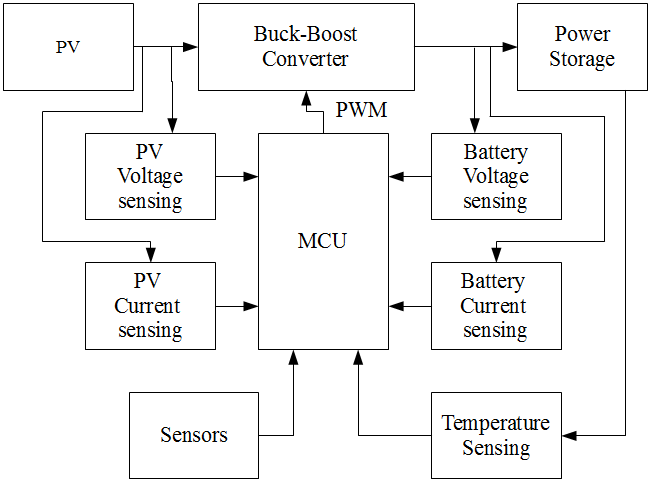 PV
Buck-Boost
Converter
Power
Storage
PWM
PV
Voltage
sensing
MCU
Battery
Voltage
sensing
PV
Current
sensing
Battery
Current
sensing
Sensors
Temperature
Sensing